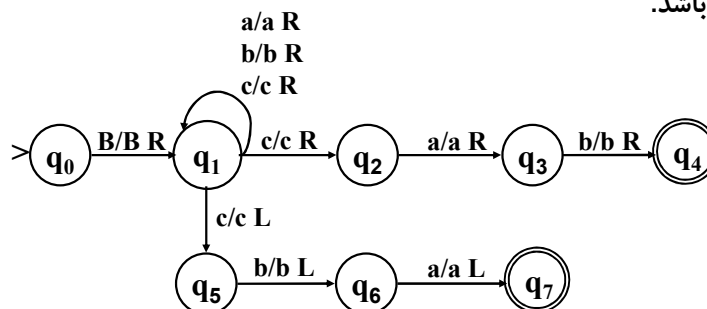 باشد.
a/a R
b/b R
c/c R
> q0 B/B R q1 c/c R q2 a/a R q3 b/b R q4
c/c L
q5 b/b L q6 a/a L q7